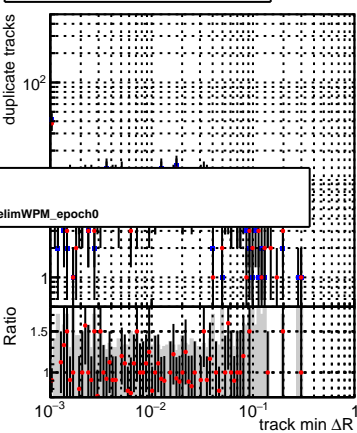 duplicate tracks
10²
elimWPM_epoch0
1
Ratio
1.5
1
10⁻³ 10⁻² 10⁻¹ 1
track min ΔR